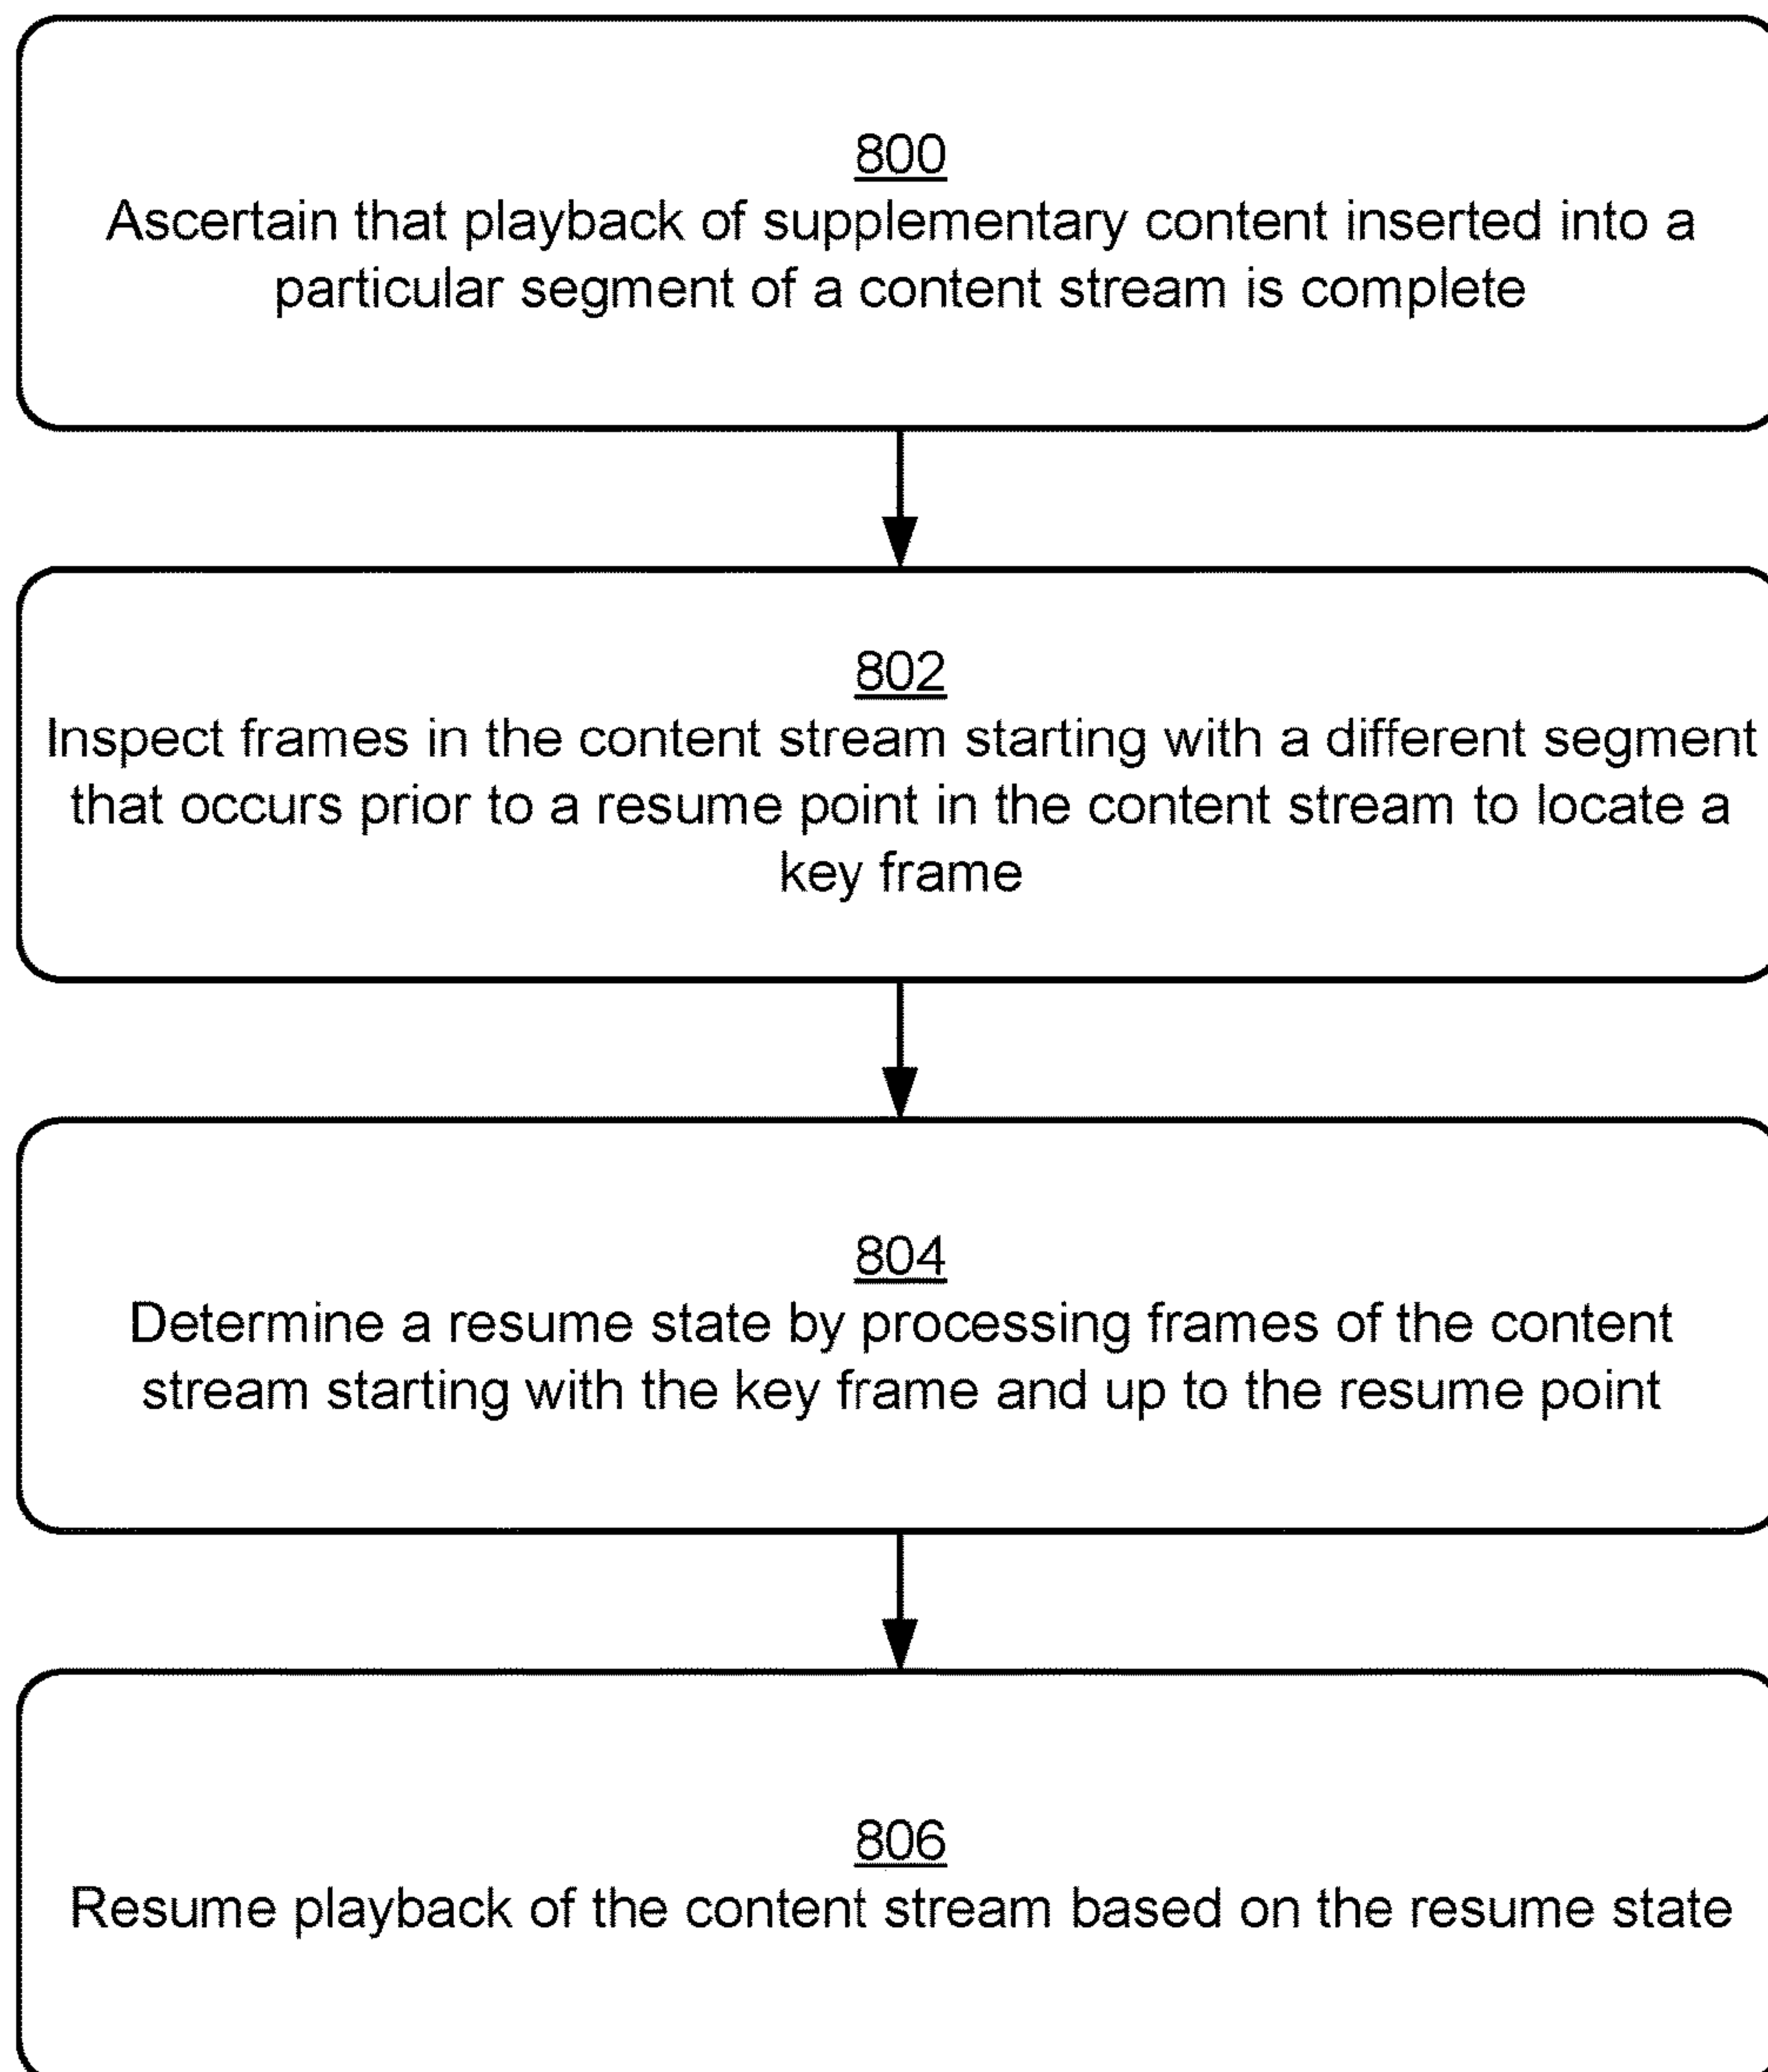 800
Ascertain that playback of supplementary content inserted into a
particular segment of a content stream is complete
802
Inspect frames in the content stream starting with a different segment
that occurs prior to a resume point in the content stream to locate a
key frame
804
Determine a resume state by processing frames of the content
stream starting with the key frame and up to the resume point
806
Resume playback of the content stream based on the resume state